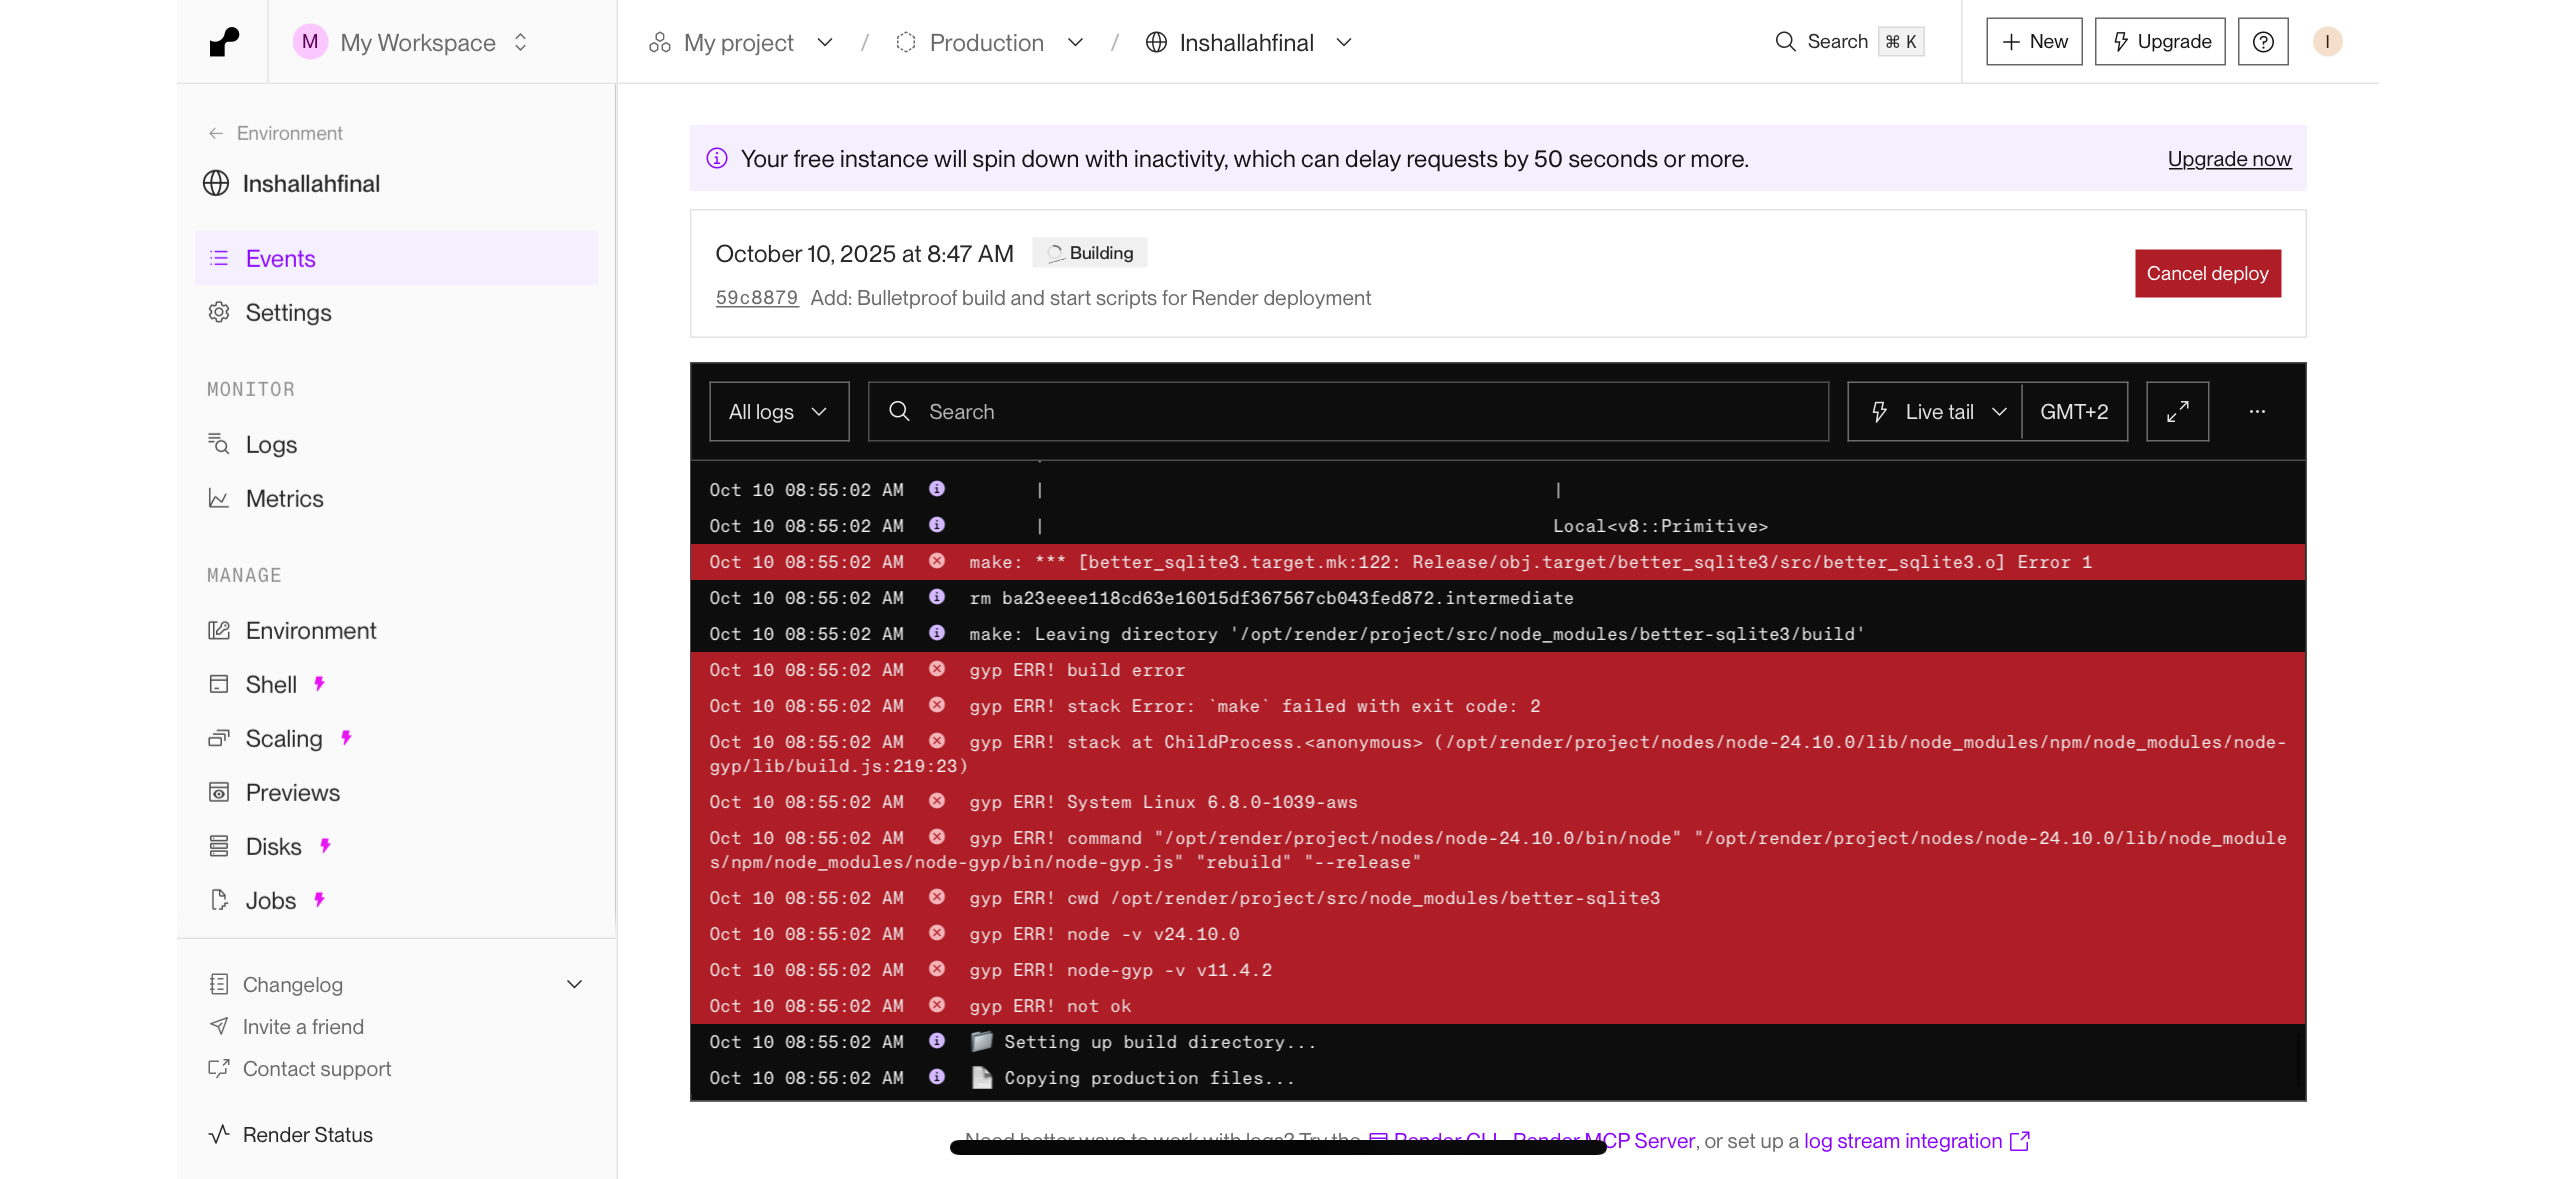 M My Workspace
My project / Production / Inshallahfinal
Search ⌘ K
+ New
Upgrade
I
← Environment
Inshallahfinal
Events
Settings
MONITOR
Logs
Metrics
MANAGE
Environment
Shell
Scaling
Previews
Disks
Jobs
Changelog
Invite a friend
Contact support
Render Status
Your free instance will spin down with inactivity, which can delay requests by 50 seconds or more.
Upgrade now
October 10, 2025 at 8:47 AM Building
59c8879 Add: Bulletproof build and start scripts for Render deployment
Cancel deploy
All logs
Search
Live tail
GMT+2
Oct 10 08:55:02 AM | |
Oct 10 08:55:02 AM | Local<v8::Primitive>
Oct 10 08:55:02 AM make: *** [better_sqlite3.target.mk:122: Release/obj.target/better_sqlite3/src/better_sqlite3.o] Error 1
Oct 10 08:55:02 AM rm ba23eeee118cd63e16015df367567cb043fed872.intermediate
Oct 10 08:55:02 AM make: Leaving directory '/opt/render/project/src/node_modules/better-sqlite3/build'
Oct 10 08:55:02 AM gyp ERR! build error
Oct 10 08:55:02 AM gyp ERR! stack Error: `make` failed with exit code: 2
Oct 10 08:55:02 AM gyp ERR! stack at ChildProcess.<anonymous> (/opt/render/project/nodes/node-24.10.0/lib/node_modules/npm/node_modules/node-
gyp/lib/build.js:219:23)
Oct 10 08:55:02 AM gyp ERR! System Linux 6.8.0-1039-aws
Oct 10 08:55:02 AM gyp ERR! command "/opt/render/project/nodes/node-24.10.0/bin/node" "/opt/render/project/nodes/node-24.10.0/lib/node_module
s/npm/node_modules/node-gyp/bin/node-gyp.js" "rebuild" "--release"
Oct 10 08:55:02 AM gyp ERR! cwd /opt/render/project/src/node_modules/better-sqlite3
Oct 10 08:55:02 AM gyp ERR! node -v v24.10.0
Oct 10 08:55:02 AM gyp ERR! node-gyp -v v11.4.2
Oct 10 08:55:02 AM gyp ERR! not ok
Oct 10 08:55:02 AM 📁 Setting up build directory...
Oct 10 08:55:02 AM 📄 Copying production files...
Need better ways to work with logs? Try the Render CLI, Render MCP Server, or set up a log stream integration